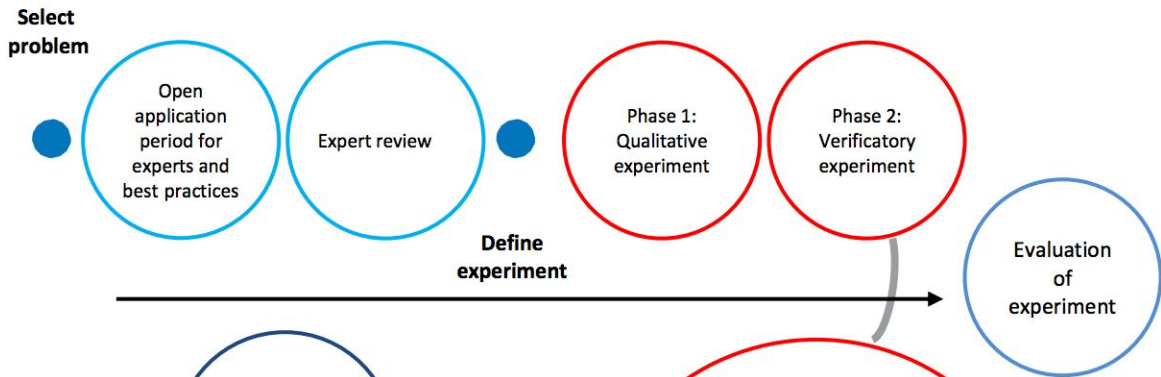 Select
problem
Open
application
period for
experts and
best practices
Expert review
Phase 1:
Qualitative
experiment
Phase 2:
Verificatory
experiment
Define
experiment
Evaluation
of
experiment